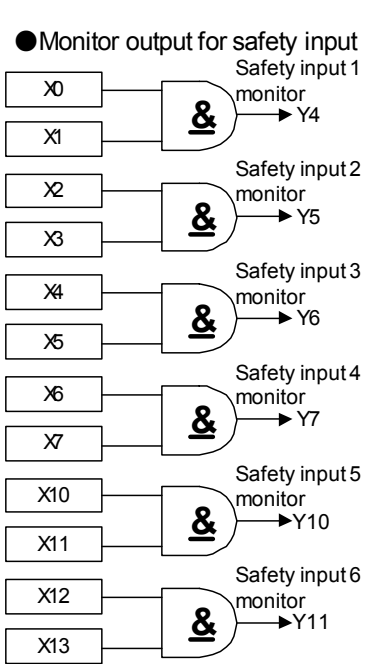 ●Monitor output for safety input
Safety input 1
X0
monitor
&
Y4
X1
Safety input 2
X2
monitor
&
Y5
X3
Safety input 3
X4
monitor
&
Y6
X5
Safety input 4
X6
monitor
&
Y7
X7
Safety input 5
X10
monitor
&
Y10
X11
Safety input 6
X12
monitor
&
Y11
X13